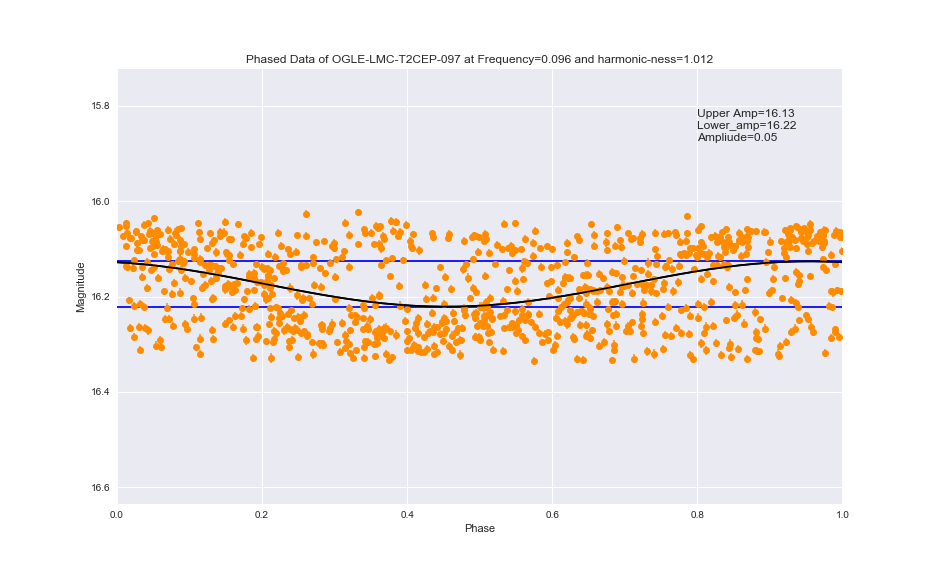 Phased Data of OGLE-LMC-T2CEP-097 at Frequency=0.096 and harmonic-ness=1.012
Upper Amp=16.13
Lower_amp=16.22
Ampliude=0.05
15.8
16.0
16.2
16.4
16.6
Magnitude
0.0 0.2 0.4 0.6 0.8 1.0
Phase